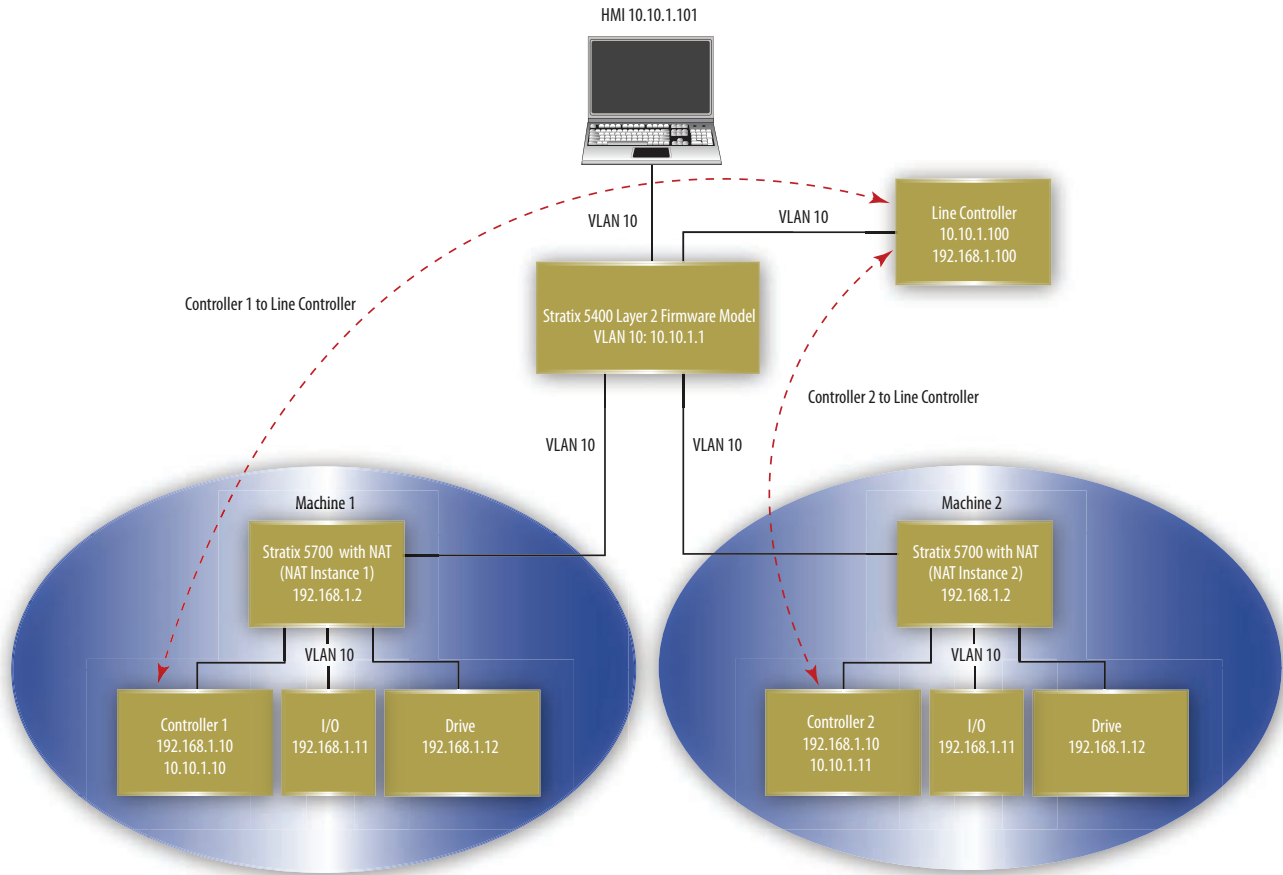 HMI 10.10.1.101
VLAN 10
VLAN 10
Line Controller
10.10.1.100
192.168.1.100
Controller 1 to Line Controller
Stratix 5400 Layer 2 Firmware Model
VLAN 10: 10.10.1.1
Controller 2 to Line Controller
VLAN 10
VLAN 10
Machine 1
Stratix 5700 with NAT
(NAT Instance 1)
192.168.1.2
VLAN 10
Controller 1
192.168.1.10
10.10.1.10
I/O
192.168.1.11
Drive
192.168.1.12
Machine 2
Stratix 5700 with NAT
(NAT Instance 2)
192.168.1.2
VLAN 10
Controller 2
192.168.1.10
10.10.1.11
I/O
192.168.1.11
Drive
192.168.1.12